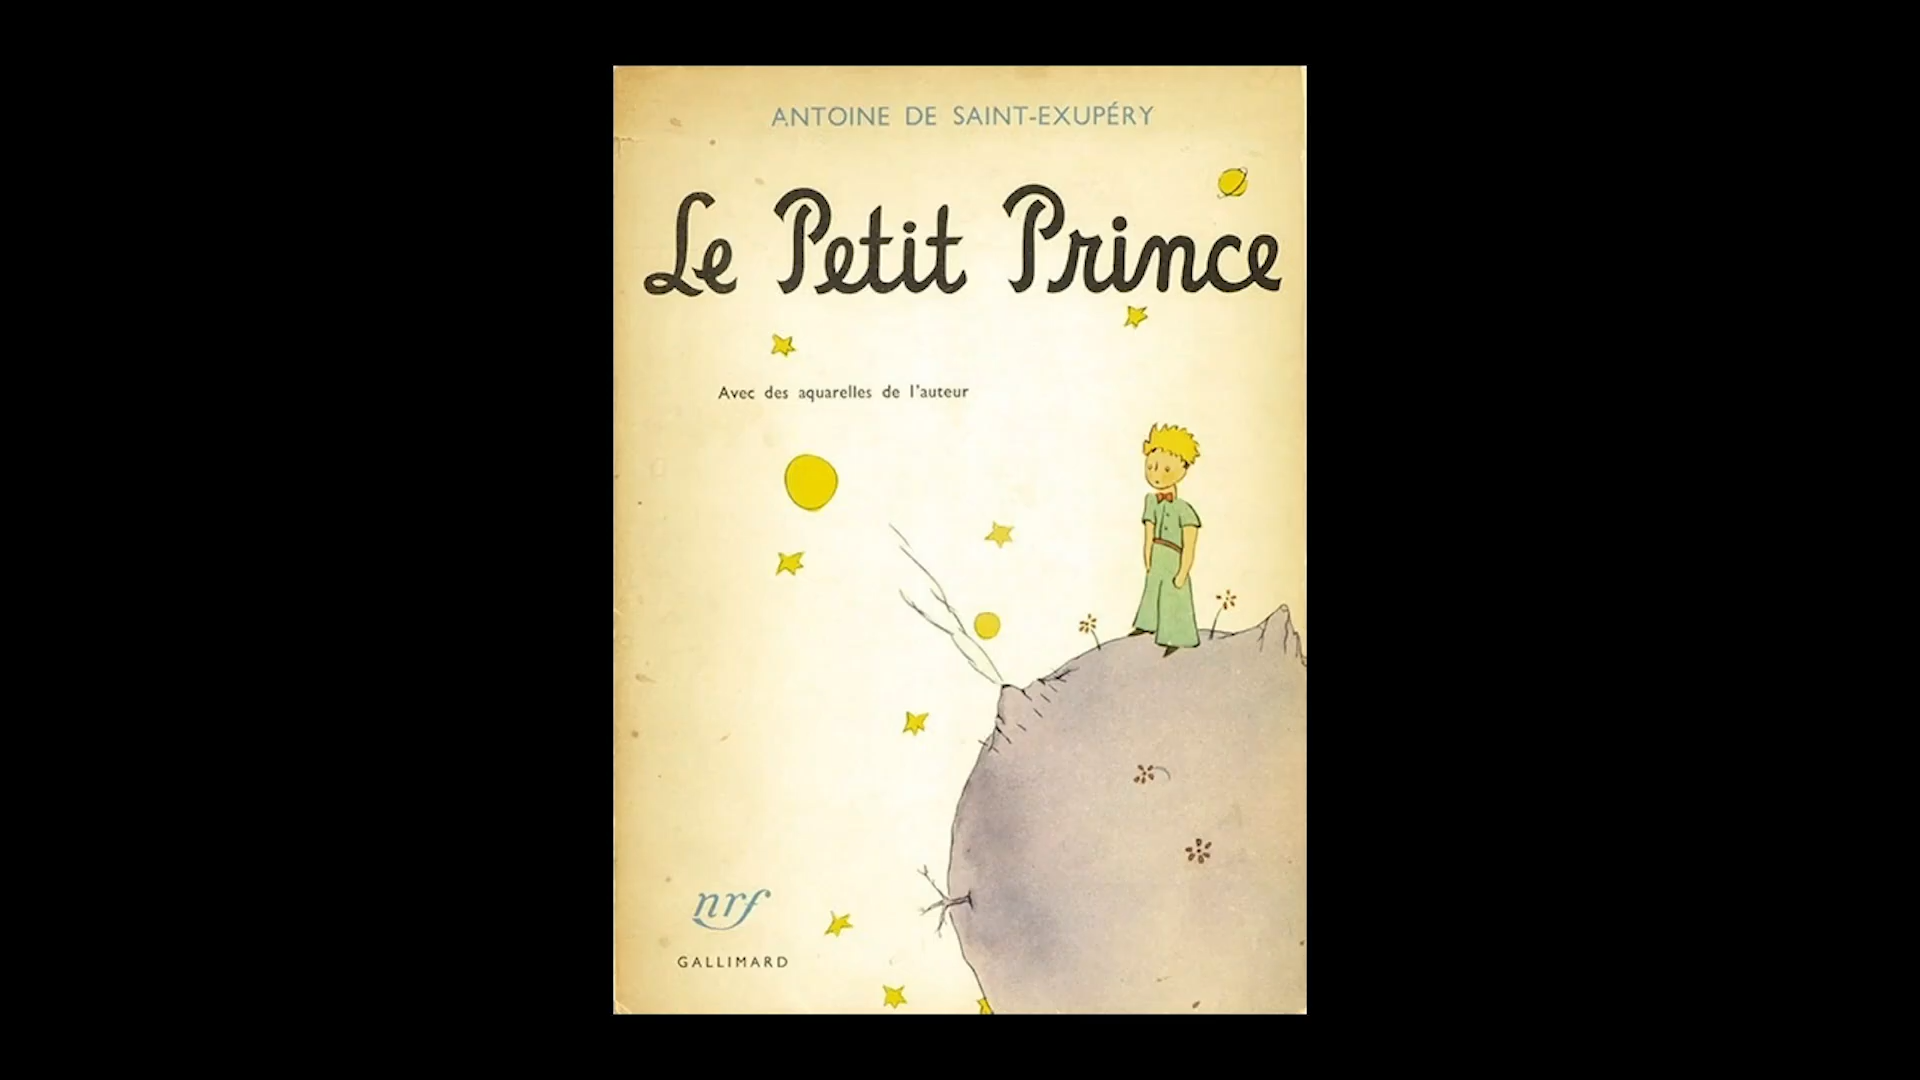 ANTOINE DE SAINT-EXUPÉRY
Le Petit Prince
Avec des aquarelles de l'auteur
nrf
GALLIMARD